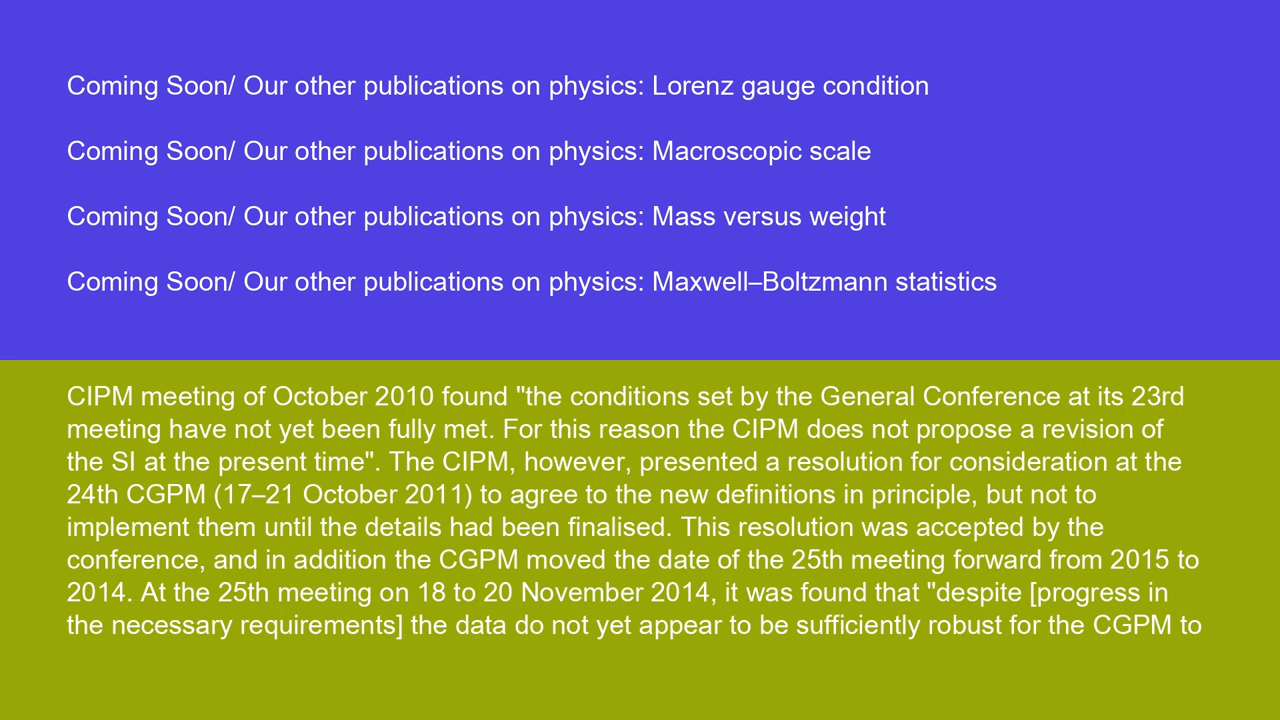 Coming Soon/ Our other publications on physics: Lorenz gauge condition
Coming Soon/ Our other publications on physics: Macroscopic scale
Coming Soon/ Our other publications on physics: Mass versus weight
Coming Soon/ Our other publications on physics: Maxwell–Boltzmann statistics
CIPM meeting of October 2010 found "the conditions set by the General Conference at its 23rd
meeting have not yet been fully met. For this reason the CIPM does not propose a revision of
the SI at the present time". The CIPM, however, presented a resolution for consideration at the
24th CGPM (17–21 October 2011) to agree to the new definitions in principle, but not to
implement them until the details had been finalised. This resolution was accepted by the
conference, and in addition the CGPM moved the date of the 25th meeting forward from 2015 to
2014. At the 25th meeting on 18 to 20 November 2014, it was found that "despite [progress in
the necessary requirements] the data do not yet appear to be sufficiently robust for the CGPM to